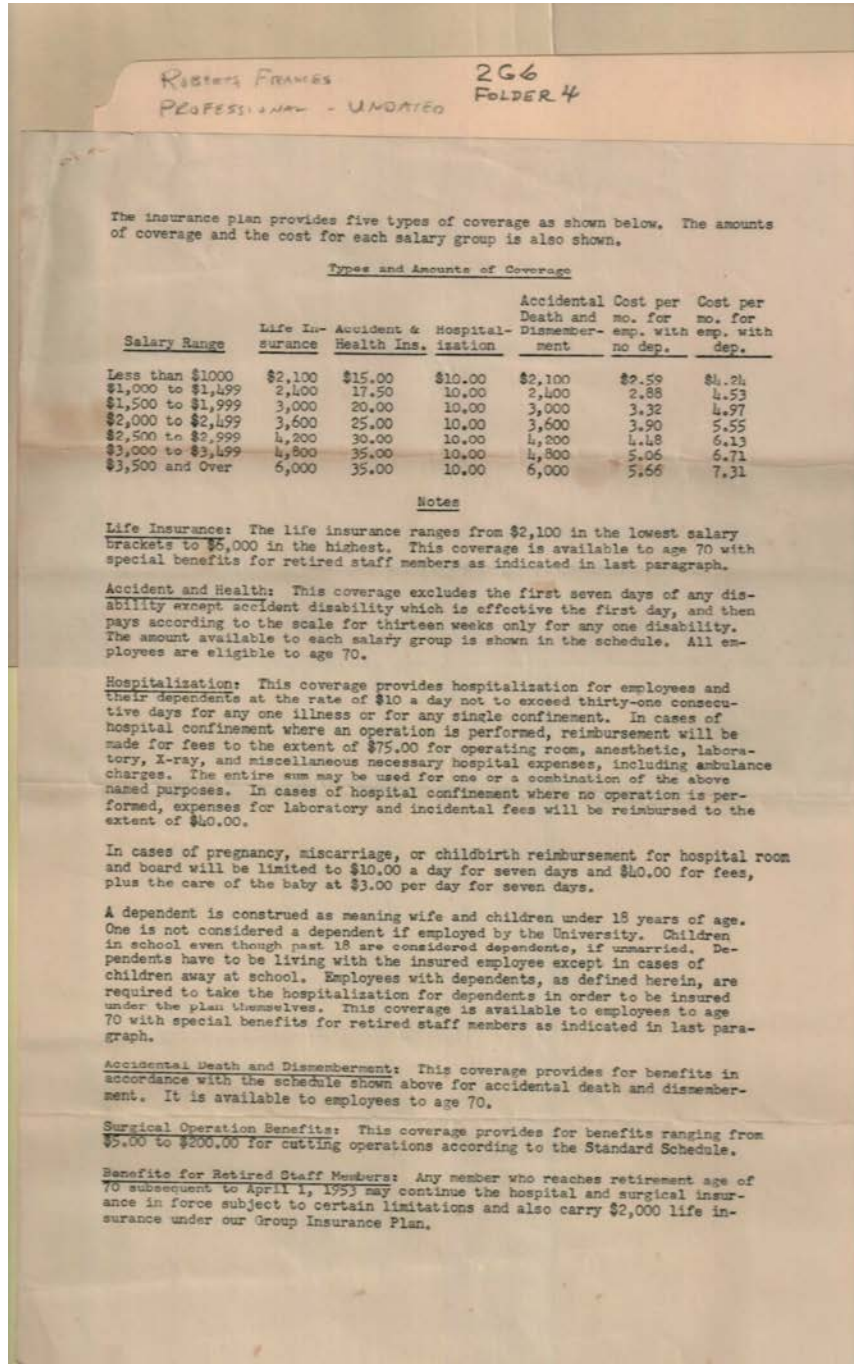 ROBERTS FRANCES 2G6
PROFESSIONAL - UNDATED FOLDER 4
The insurance plan provides five types of coverage as shown below. The amounts
of coverage and the cost for each salary group is also shown.
Types and Amounts of Coverage
Accidental Cost per Cost per
Death and mo. for mo. for
Life In- Accident & Hospital- Dismember- emp. with emp. with
Salary Range surance Health Ins. ization ment no dep. dep.
Less than $1000 $2,100 $15.00 $10.00 $2,100 $2.59 $4.24
$1,000 to $1,499 2,400 17.50 10.00 2,400 2.88 4.53
$1,500 to $1,999 3,000 20.00 10.00 3,000 3.32 4.97
$2,000 to $2,499 3,600 25.00 10.00 3,600 3.90 5.55
$2,500 to $2,999 4,200 30.00 10.00 4,200 4.48 6.13
$3,000 to $3,499 4,800 35.00 10.00 4,800 5.06 6.71
$3,500 and Over 6,000 35.00 10.00 6,000 5.66 7.31
Notes
Life Insurance: The life insurance ranges from $2,100 in the lowest salary
brackets to $6,000 in the highest. This coverage is available to age 70 with
special benefits for retired staff members as indicated in last paragraph.
Accident and Health: This coverage excludes the first seven days of any dis-
ability except accident disability which is effective the first day, and then
pays according to the scale for thirteen weeks only for any one disability.
The amount available to each salary group is shown in the schedule. All em-
ployees are eligible to age 70.
Hospitalization: This coverage provides hospitalization for employees and
their dependents at the rate of $10 a day not to exceed thirty-one consecu-
tive days for any one illness or for any single confinement. In cases of
hospital confinement where an operation is performed, reimbursement will be
made for fees to the extent of $75.00 for operating room, anesthetic, labora-
tory, X-ray, and miscellaneous necessary hospital expenses, including ambulance
charges. The entire sum may be used for one or a combination of the above
named purposes. In cases of hospital confinement where no operation is per-
formed, expenses for laboratory and incidental fees will be reimbursed to the
extent of $40.00.
In cases of pregnancy, miscarriage, or childbirth reimbursement for hospital room
and board will be limited to $10.00 a day for seven days and $40.00 for fees,
plus the care of the baby at $3.00 per day for seven days.
A dependent is construed as meaning wife and children under 18 years of age.
One is not considered a dependent if employed by the University. Children
in school even though past 18 are considered dependents, if unmarried. De-
pendents have to be living with the insured employee except in cases of
children away at school. Employees with dependents, as defined herein, are
required to take the hospitalization for dependents in order to be insured
under the plan themselves. This coverage is available to employees to age
70 with special benefits for retired staff members as indicated in last para-
graph.
Accidental Death and Dismemberment: This coverage provides for benefits in
accordance with the schedule shown above for accidental death and dismember-
ment. It is available to employees to age 70.
Surgical Operation Benefits: This coverage provides for benefits ranging from
$5.00 to $200.00 for cutting operations according to the Standard Schedule.
Benefits for Retired Staff Members: Any member who reaches retirement age of
70 subsequent to April 1, 1953 may continue the hospital and surgical insur-
ance in force subject to certain limitations and also carry $2,000 life in-
surance under our Group Insurance Plan.